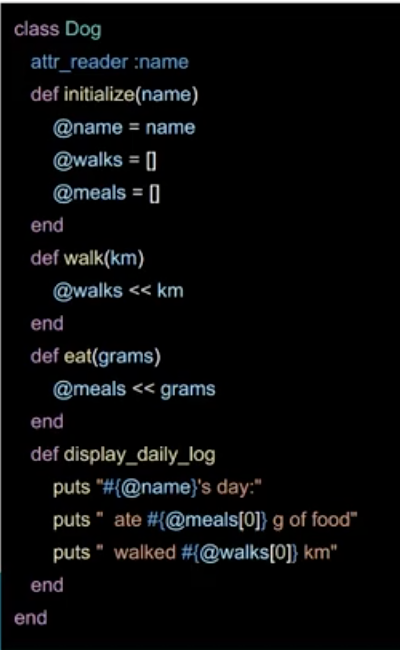 class Dog
  attr_reader :name
  def initialize(name)
    @name = name
    @walks = []
    @meals = []
  end
  def walk(km)
    @walks << km
  end
  def eat(grams)
    @meals << grams
  end
  def display_daily_log
    puts "#{@name}'s day:"
    puts "  ate #{@meals[0]} g of food"
    puts "  walked #{@walks[0]} km"
  end
end